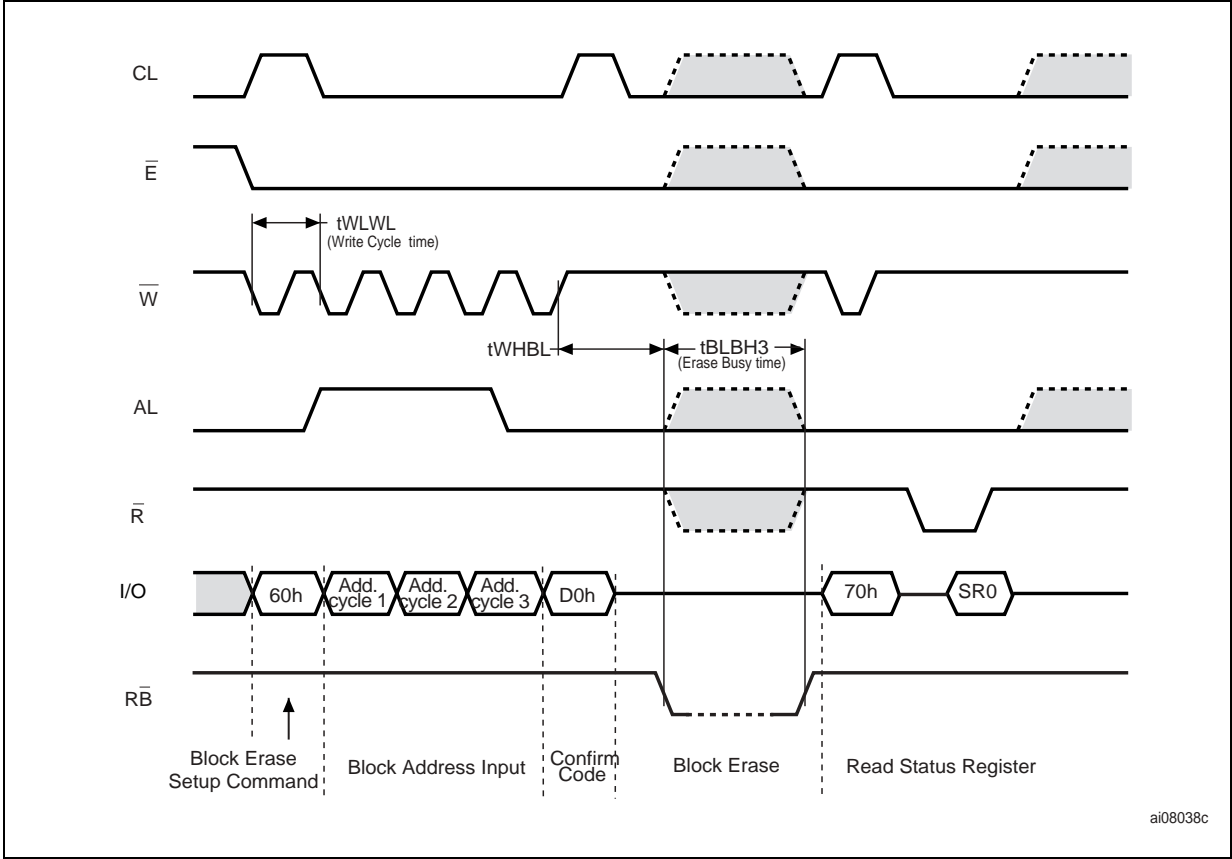 CL
E̅
tWLWL
(Write Cycle time)
W̅
tWHBL
tBLBH3
(Erase Busy time)
AL
R̅
I/O
60h
Add. cycle 1
Add. cycle 2
Add. cycle 3
D0h
70h
SR0
RB̅
Block Erase
Setup Command
Block Address Input
Confirm
Code
Block Erase
Read Status Register
ai08038c